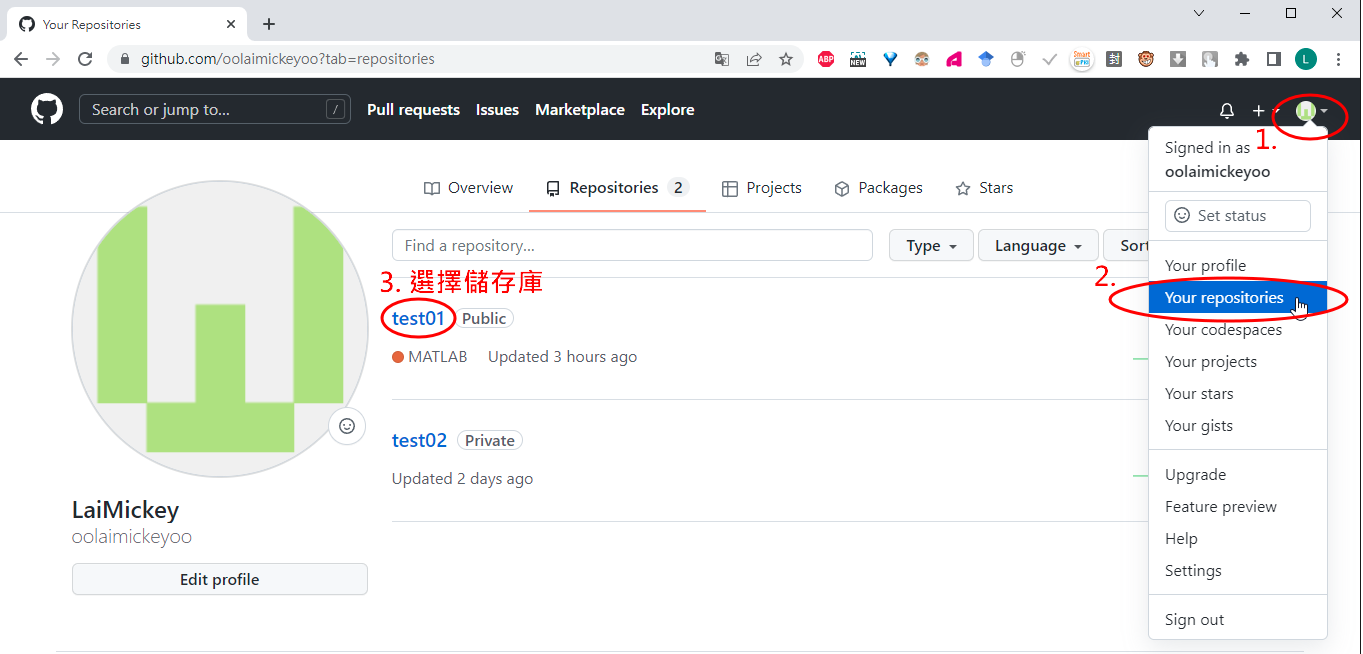 Your Repositories
github.com/oolaimickeyoo?tab=repositories
ABP
NEW
Smart
封
L
Search or jump to...
/
Pull requests
Issues
Marketplace
Explore
1.
Signed in as
oolaimickeyoo
Set status
Your profile
2.
Your repositories
Your codespaces
Your projects
Your stars
Your gists
Upgrade
Feature preview
Help
Settings
Sign out
Overview
Repositories 2
Projects
Packages
Stars
Find a repository...
Type
Language
Sort
3. 選擇儲存庫
test01 Public
MATLAB Updated 3 hours ago
test02 Private
Updated 2 days ago
LaiMickey
oolaimickeyoo
Edit profile